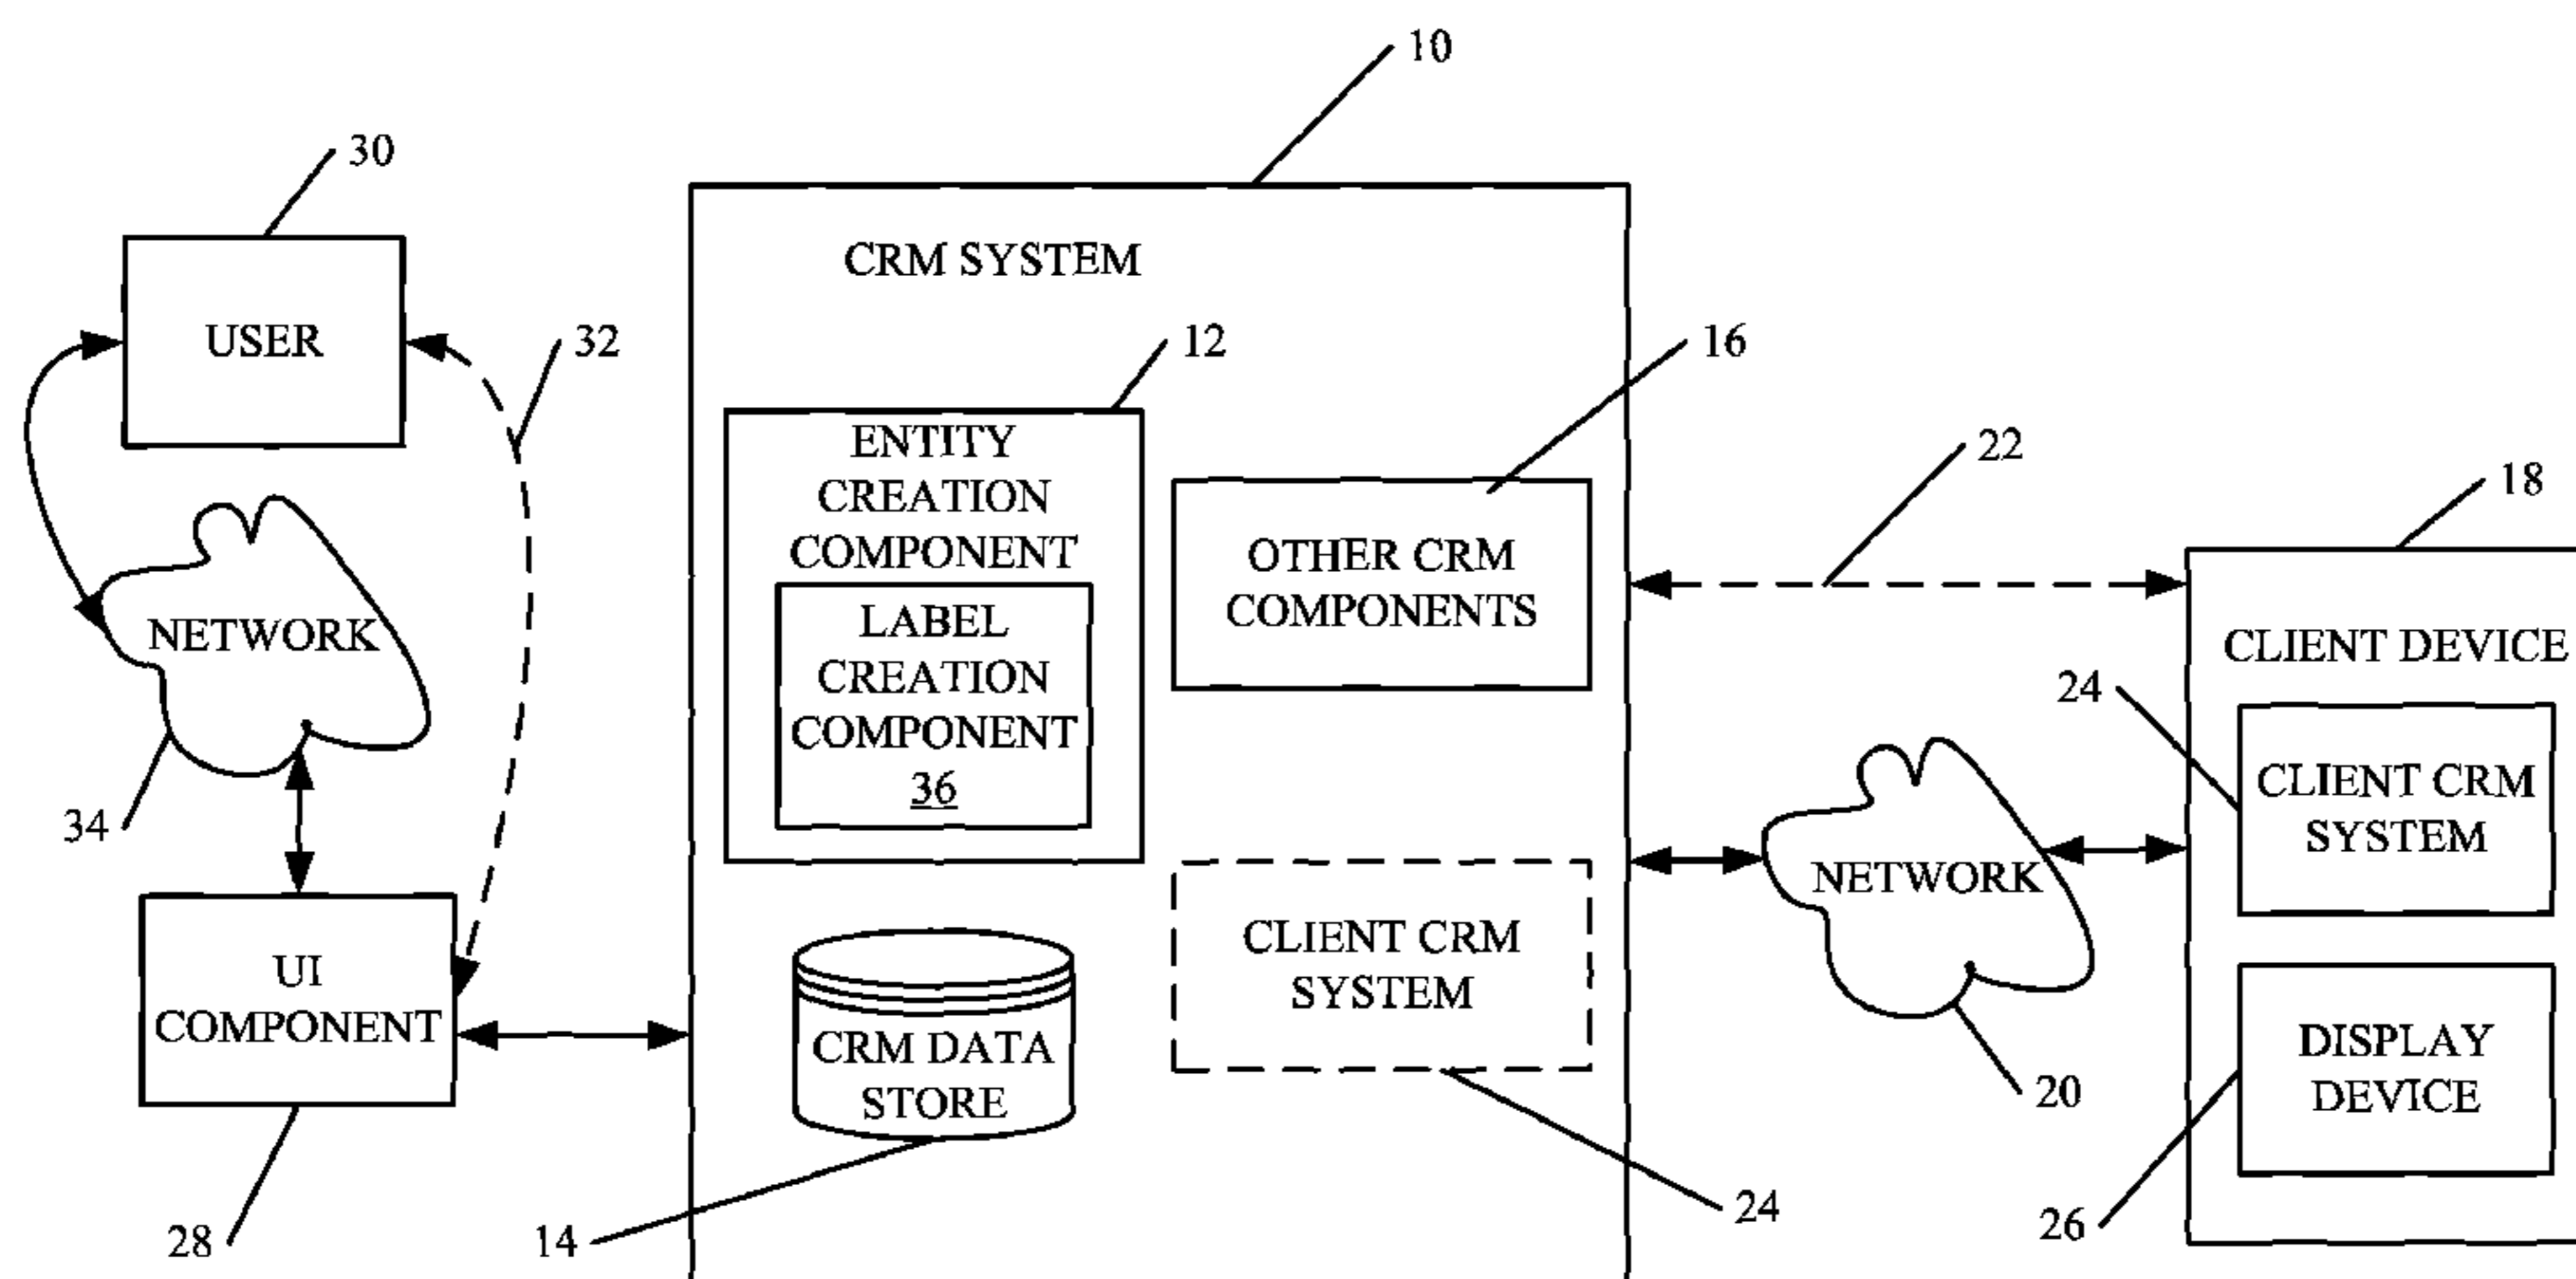 10
30
USER
32
NETWORK
34
UI
COMPONENT
28
CRM SYSTEM
12
ENTITY
CREATION
COMPONENT
LABEL
CREATION
COMPONENT
36
16
OTHER CRM
COMPONENTS
CRM DATA
STORE
14
CLIENT CRM
SYSTEM
24
22
NETWORK
20
18
CLIENT DEVICE
24
CLIENT CRM
SYSTEM
DISPLAY
DEVICE
26